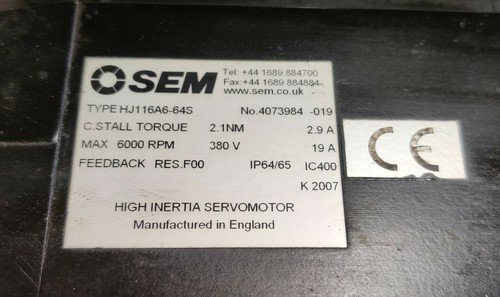 SEM
Tel: +44 1689 884700
Fax:+44 1689 884884
www.sem.co.uk
TYPE HJ116A6-64S No.4073984 -019
C.STALL TORQUE 2.1NM 2.9 A
MAX 6000 RPM 380 V 19 A
FEEDBACK RES.F00 IP64/65 IC400
K 2007
HIGH INERTIA SERVOMOTOR
Manufactured in England
CE